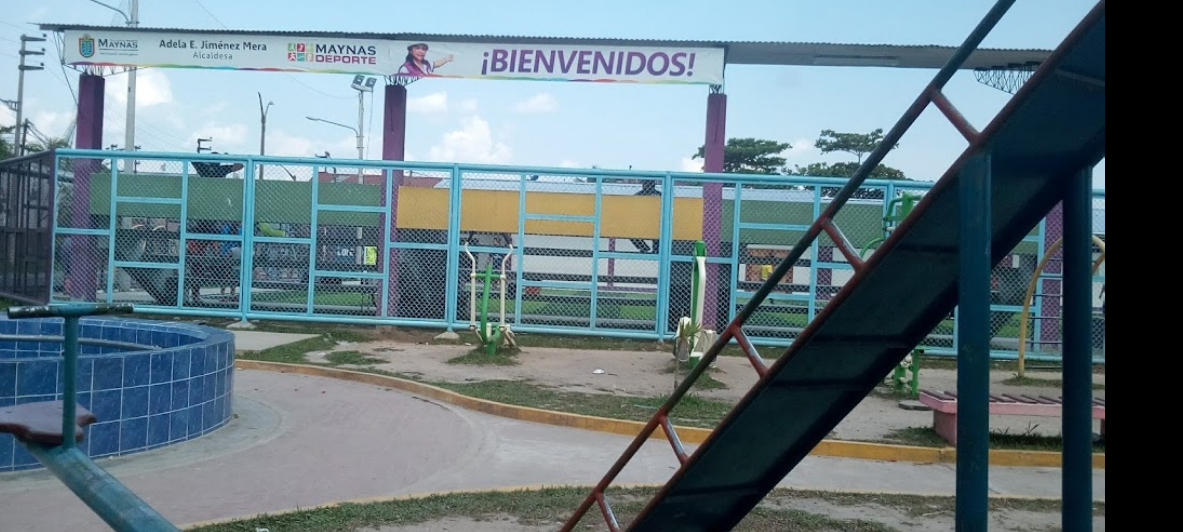 MAYNAS
Adela E. Jiménez Mera
Alcaldesa
MAYNAS
DEPORTE
¡BIENVENIDOS!